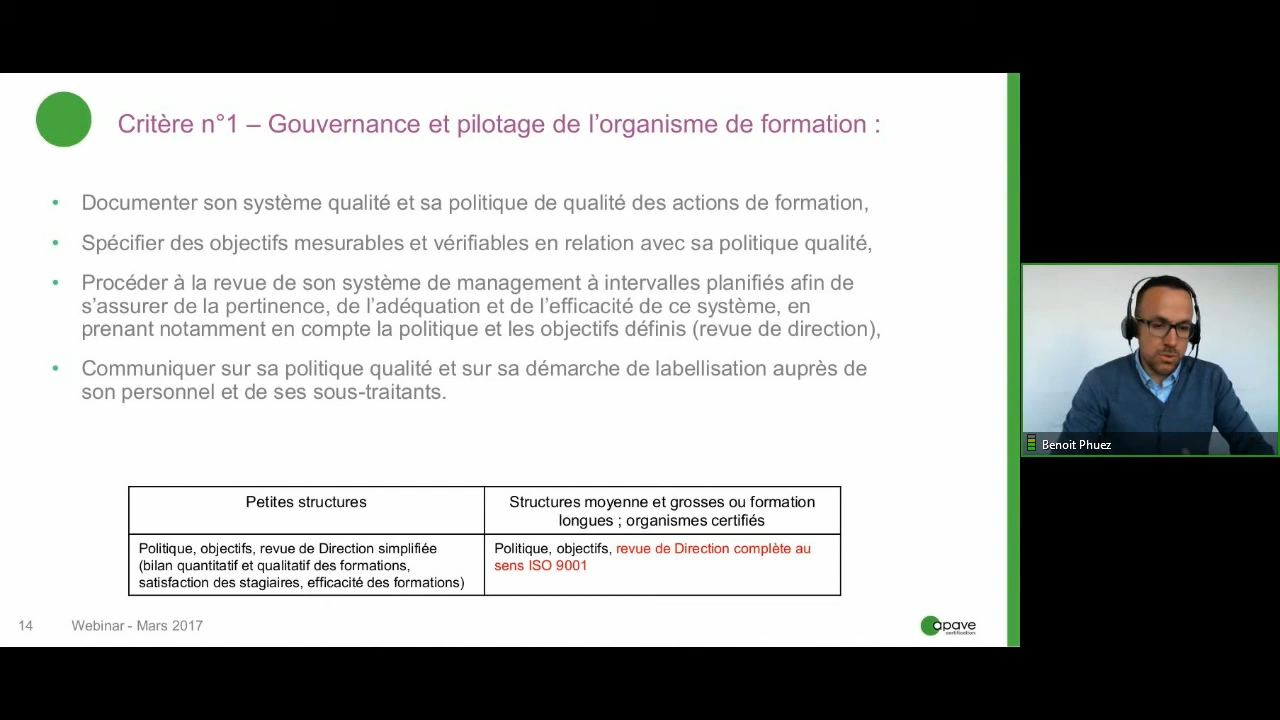 Critère n°1 – Gouvernance et pilotage de l’organisme de formation :
• Documenter son système qualité et sa politique de qualité des actions de formation,
• Spécifier des objectifs mesurables et vérifiables en relation avec sa politique qualité,
• Procéder à la revue de son système de management à intervalles planifiés afin de
s’assurer de la pertinence, de l’adéquation et de l’efficacité de ce système, en
prenant notamment en compte la politique et les objectifs définis (revue de direction),
• Communiquer sur sa politique qualité et sur sa démarche de labellisation auprès de
son personnel et de ses sous-traitants.
Benoit Phuez
Petites structures
Structures moyenne et grosses ou formation
longues ; organismes certifiés
Politique, objectifs, revue de Direction simplifiée
(bilan quantitatif et qualitatif des formations,
satisfaction des stagiaires, efficacité des formations)
Politique, objectifs, revue de Direction complète au
sens ISO 9001
14 Webinar - Mars 2017
apave
certification